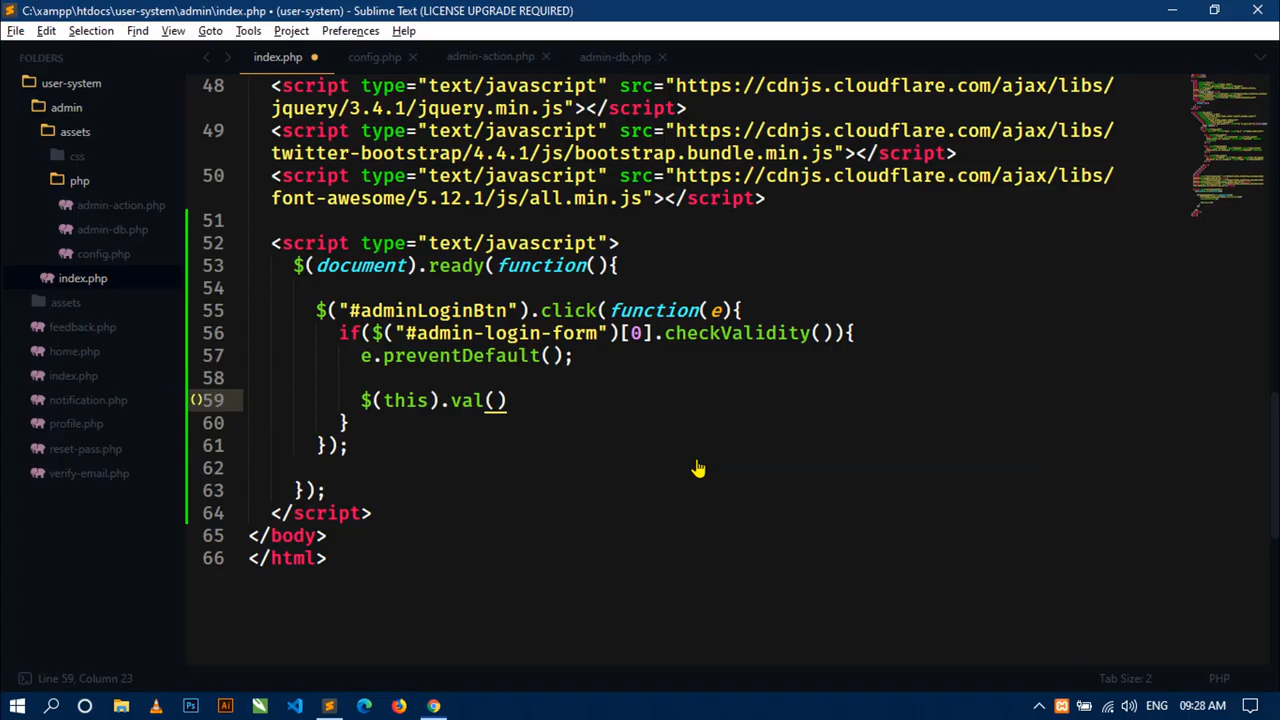 C:\xampp\htdocs\user-system\admin\index.php • (user-system) - Sublime Text (LICENSE UPGRADE REQUIRED)
File Edit Selection Find View Goto Tools Project Preferences Help
FOLDERS
user-system
admin
assets
css
php
admin-action.php
admin-db.php
config.php
index.php
assets
feedback.php
home.php
index.php
notification.php
profile.php
reset-pass.php
verify-email.php
index.php config.php admin-action.php admin-db.php
48 <script type="text/javascript" src="https://cdnjs.cloudflare.com/ajax/libs/
jquery/3.4.1/jquery.min.js"></script>
49 <script type="text/javascript" src="https://cdnjs.cloudflare.com/ajax/libs/
twitter-bootstrap/4.4.1/js/bootstrap.bundle.min.js"></script>
50 <script type="text/javascript" src="https://cdnjs.cloudflare.com/ajax/libs/
font-awesome/5.12.1/js/all.min.js"></script>
51
52 <script type="text/javascript">
53 $(document).ready(function(){
54
55 $("#adminLoginBtn").click(function(e){
56 if($("#admin-login-form")[0].checkValidity()){
57 e.preventDefault();
58
59 $(this).val()
60 }
61 });
62
63 });
64 </script>
65 </body>
66 </html>
Line 59, Column 23 Tab Size: 2 PHP
Ps Ai ENG 09:28 AM